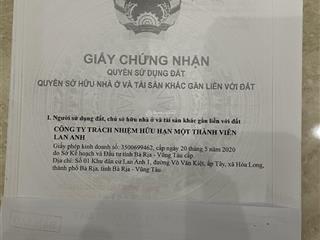 GIẤY CHỨNG NHẬN
QUYỀN SỬ DỤNG ĐẤT
QUYỀN SỞ HỮU NHÀ Ở VÀ TÀI SẢN KHÁC GẮN LIỀN VỚI ĐẤT
I. Người sử dụng đất, chủ sở hữu nhà ở và tài sản khác gắn liền với đất
CÔNG TY TRÁCH NHIỆM HỮU HẠN MỘT THÀNH VIÊN
LAN ANH
Giấy phép kinh doanh số: 3500699462, cấp ngày 20 tháng 5 năm 2020
do Sở Kế hoạch và Đầu tư tỉnh Bà Rịa - Vũng Tàu cấp.
Địa chỉ: Số 01 Khu dân cư Lan Anh 1, đường Võ Văn Kiệt, ấp Tây, xã Hòa Long,
thành phố Bà Rịa, tỉnh Bà Rịa - Vũng Tàu.